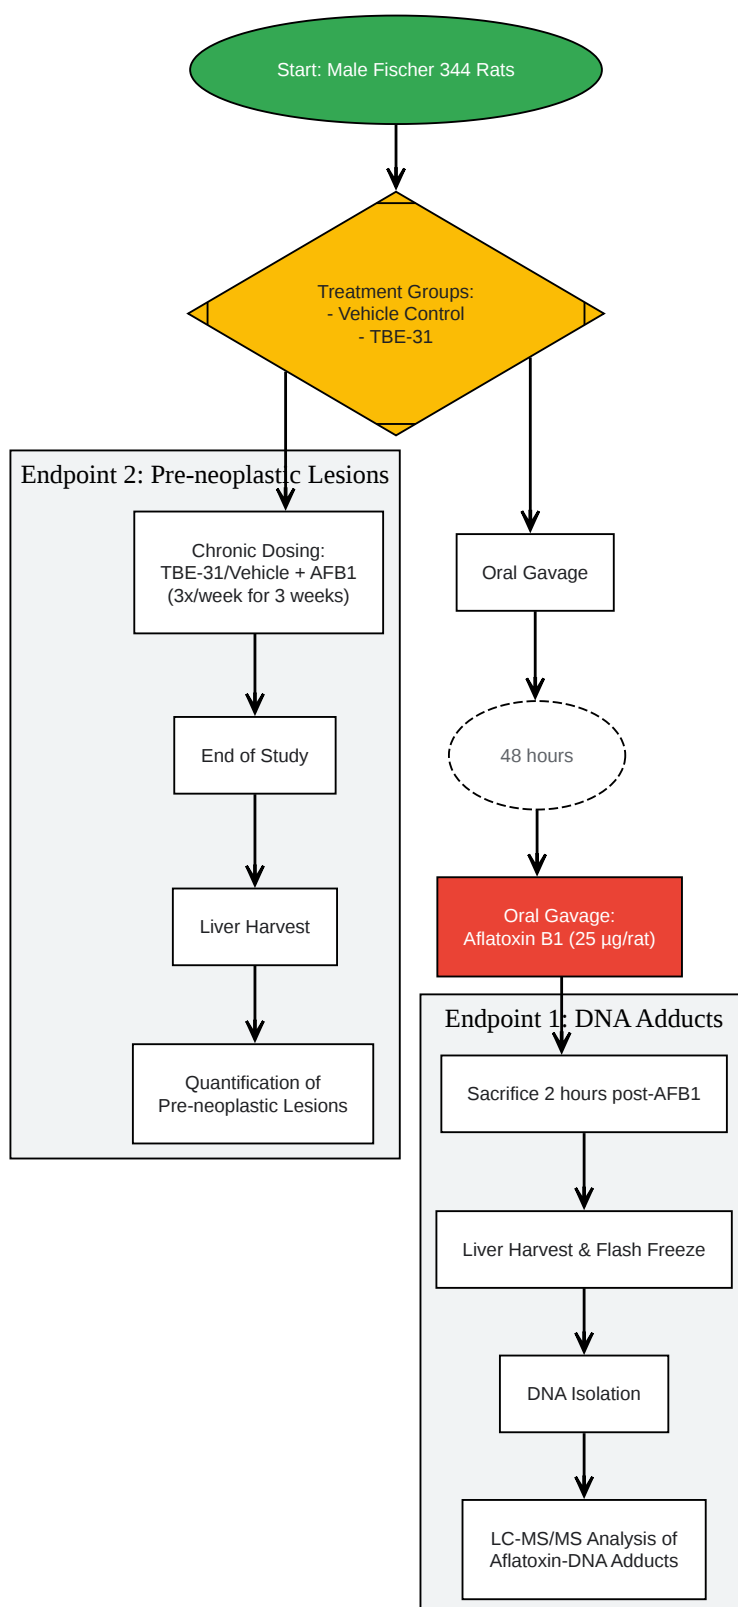 Start: Male Fischer 344 Rats
Treatment Groups:
- Vehicle Control
- TBE-31
Endpoint 2: Pre-neoplastic Lesions
Chronic Dosing:
TBE-31/Vehicle + AFB1
(3x/week for 3 weeks)
End of Study
Liver Harvest
Quantification of
Pre-neoplastic Lesions
Oral Gavage
48 hours
Oral Gavage:
Aflatoxin B1 (25 µg/rat)
Endpoint 1: DNA Adducts
Sacrifice 2 hours post-AFB1
Liver Harvest & Flash Freeze
DNA Isolation
LC-MS/MS Analysis of
Aflatoxin-DNA Adducts